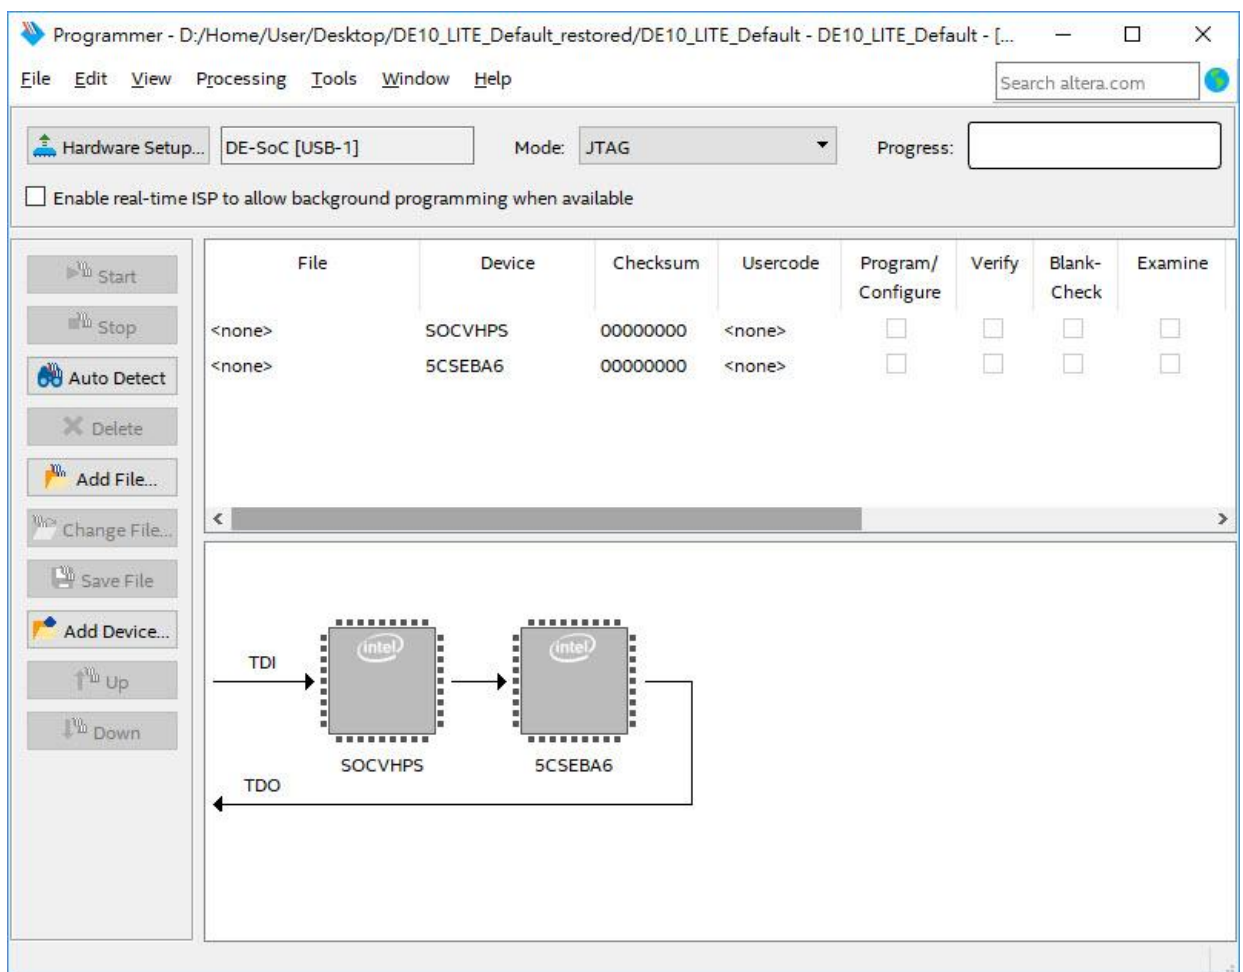 Programmer - D:/Home/User/Desktop/DE10_LITE_Default_restored/DE10_LITE_Default - DE10_LITE_Default - [...
File Edit View Processing Tools Window Help
Search altera.com
Hardware Setup... DE-SoC [USB-1] Mode: JTAG Progress:
Enable real-time ISP to allow background programming when available
Start
Stop
Auto Detect
Delete
Add File...
Change File...
Save File
Add Device...
Up
Down
File Device Checksum Usercode Program/ Verify Blank- Examine
Configure Check
<none> SOCVHPS 00000000 <none>
<none> 5CSEBA6 00000000 <none>
intel intel
TDI
SOCVHPS 5CSEBA6
TDO